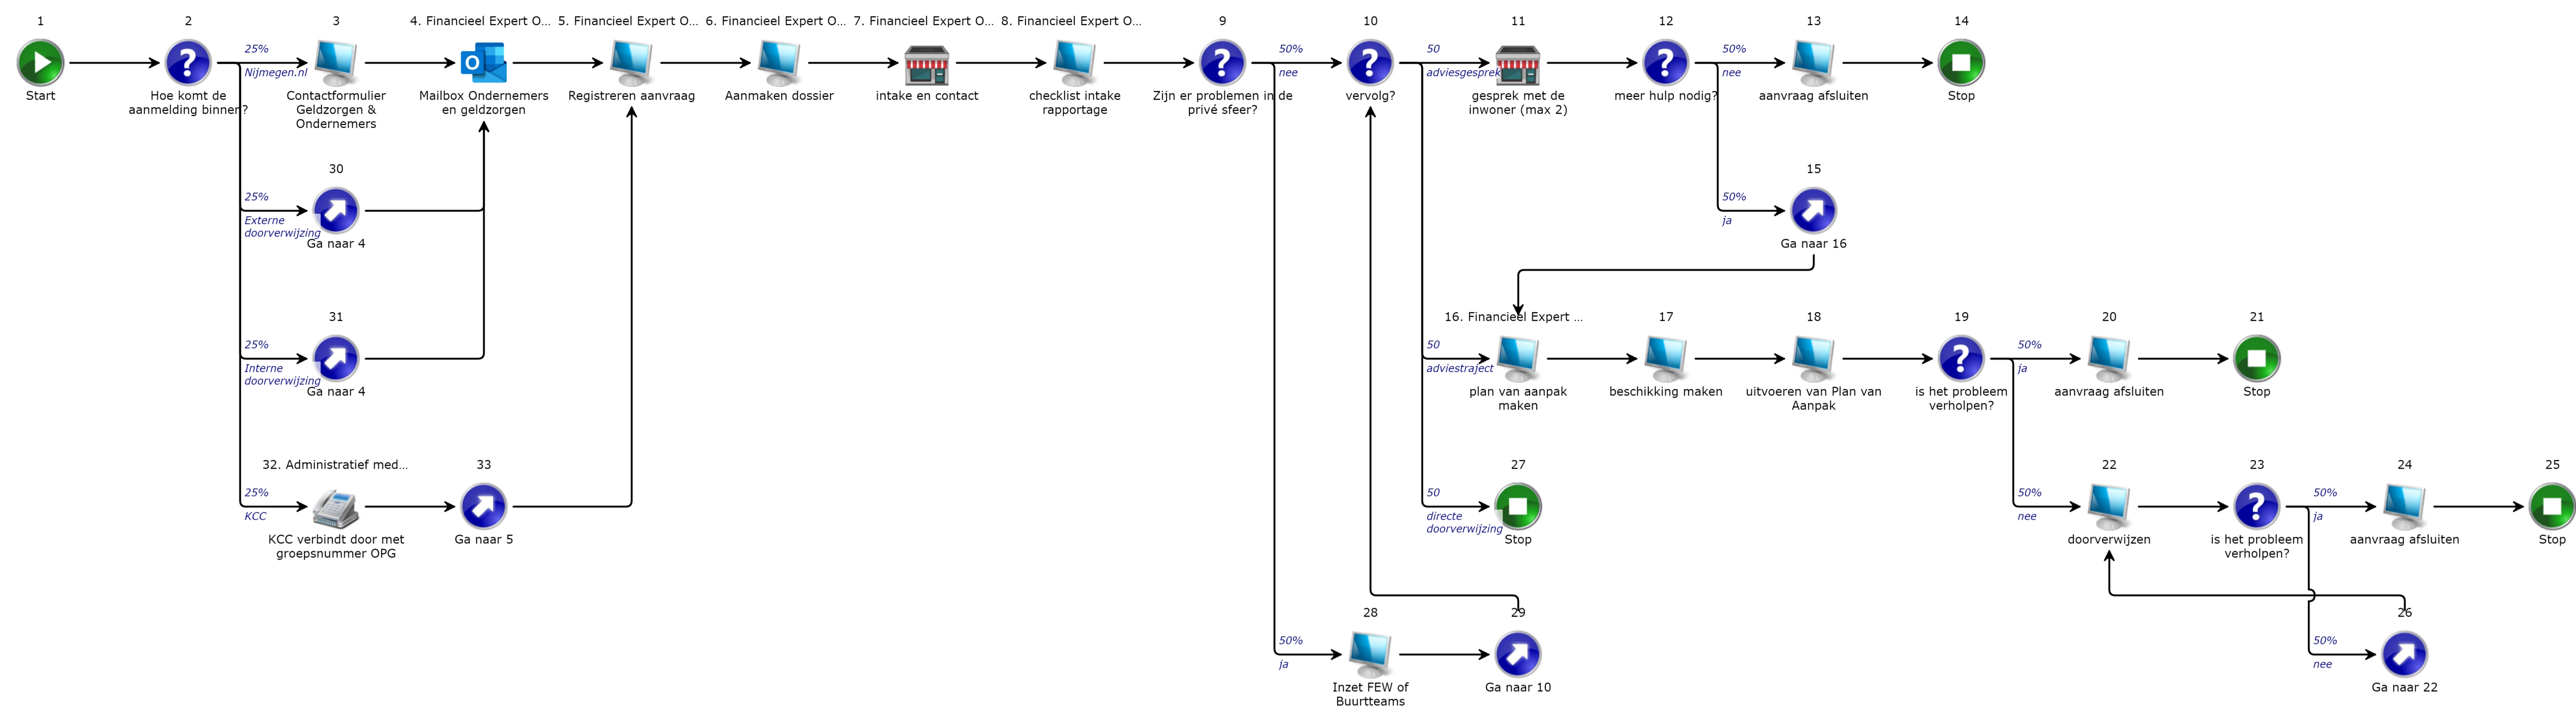 1
2
3
4. Financieel Expert O...
5. Financieel Expert O...
6. Financieel Expert O...
7. Financieel Expert O...
8. Financieel Expert O...
9
10
11
12
13
14
25%
Nijmegen.nl
50%
nee
50
adviesgesprek
50%
nee
Start
Hoe komt de
aanmelding binnen?
Contactformulier
Geldzorgen &
Ondernemers
Mailbox Ondernemers
en geldzorgen
Registreren aanvraag
Aanmaken dossier
intake en contact
checklist intake
rapportage
Zijn er problemen in de
privé sfeer?
vervolg?
gesprek met de
inwoner (max 2)
meer hulp nodig?
aanvraag afsluiten
Stop
30
25%
Externe
doorverwijzing
Ga naar 4
15
50%
ja
Ga naar 16
31
25%
Interne
doorverwijzing
Ga naar 4
16. Financieel Expert ...
17
18
19
20
21
50
adviestraject
50%
ja
plan van aanpak
maken
beschikking maken
uitvoeren van Plan van
Aanpak
is het probleem
verholpen?
aanvraag afsluiten
Stop
32. Administratief med...
33
25%
KCC
KCC verbindt door met
groepsnummer OPG
Ga naar 5
27
50
directe
doorverwijzing
Stop
22
23
24
25
50%
nee
50%
ja
doorverwijzen
is het probleem
verholpen?
aanvraag afsluiten
Stop
28
29
50%
ja
Inzet FEW of
Buurtteams
Ga naar 10
26
50%
nee
Ga naar 22